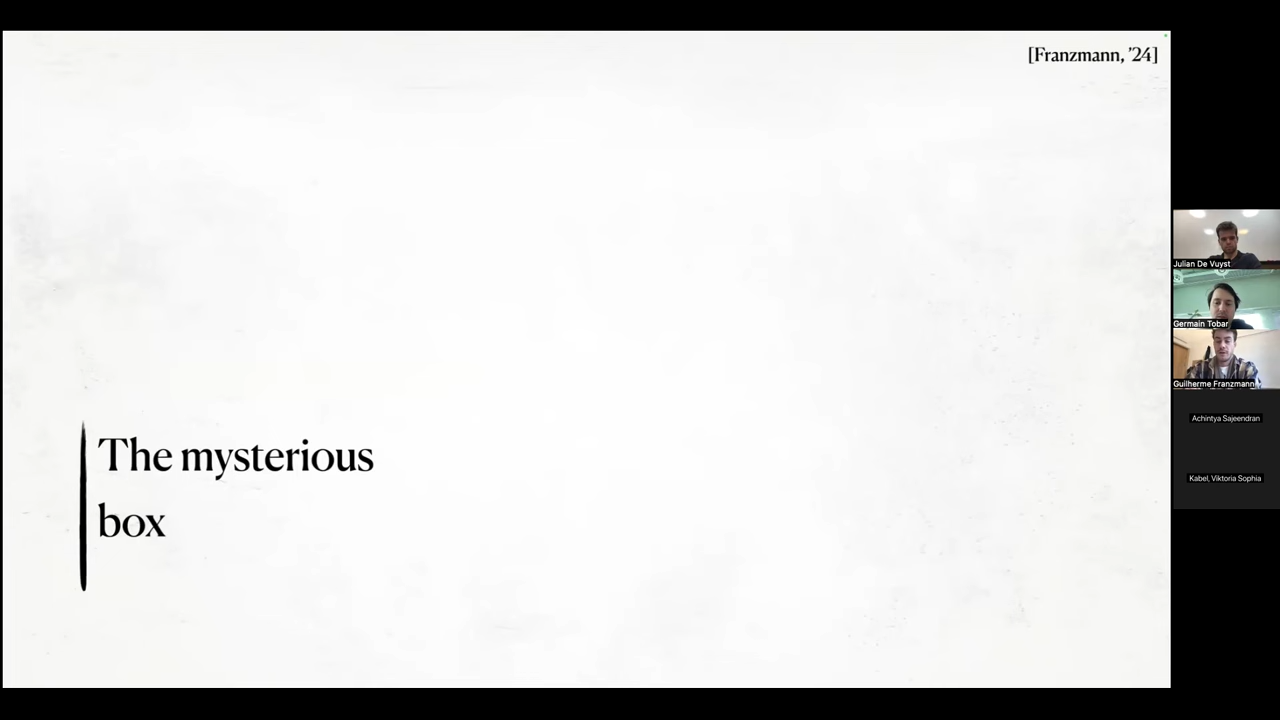 [Franzmann, ’24]
The mysterious
box
Julian De Vuyst
Germain Tobar
Guilherme Franzmann
Achintya Sajeendran
Kabel, Viktoria Sophia